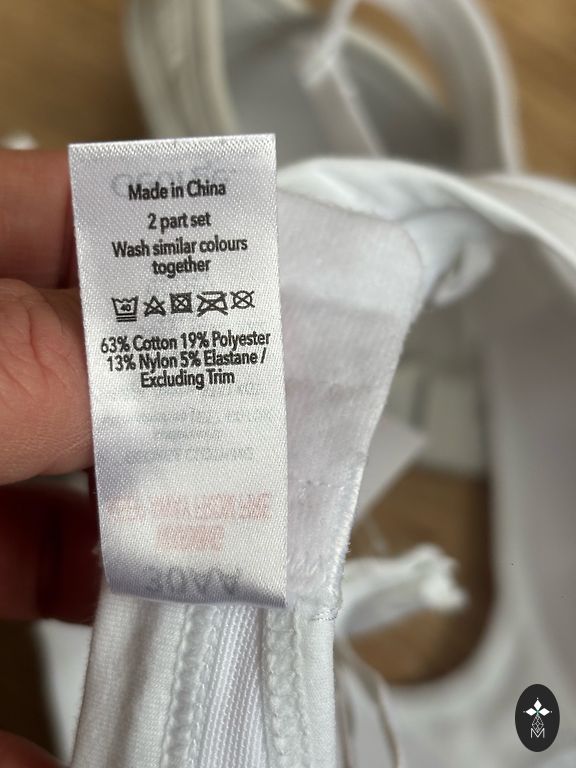 Made in China
2 part set
Wash similar colours
together
40
63% Cotton 19% Polyester
13% Nylon 5% Elastane /
Excluding Trim